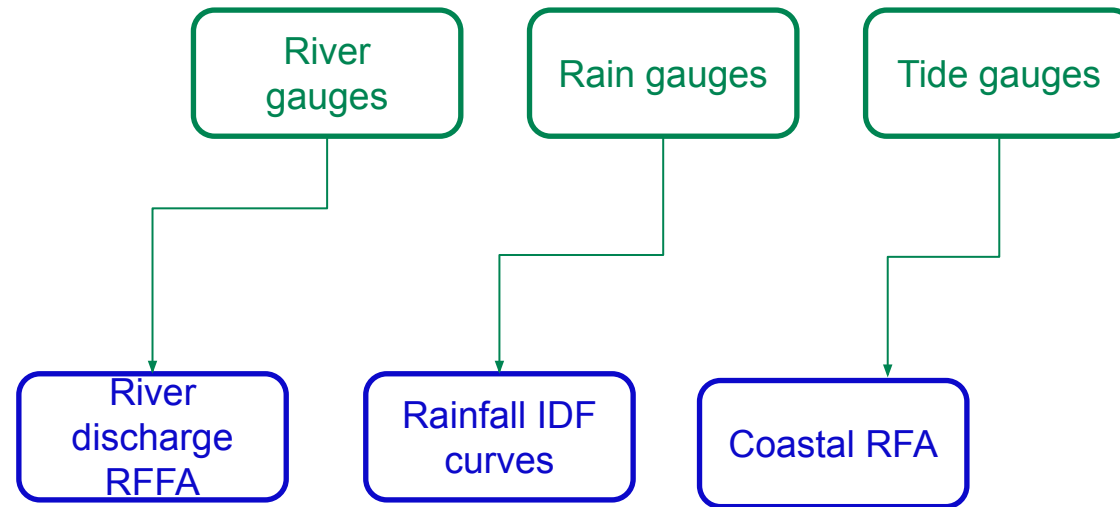 River
gauges
Rain gauges
Tide gauges
River
discharge
RFFA
Rainfall IDF
curves
Coastal RFA